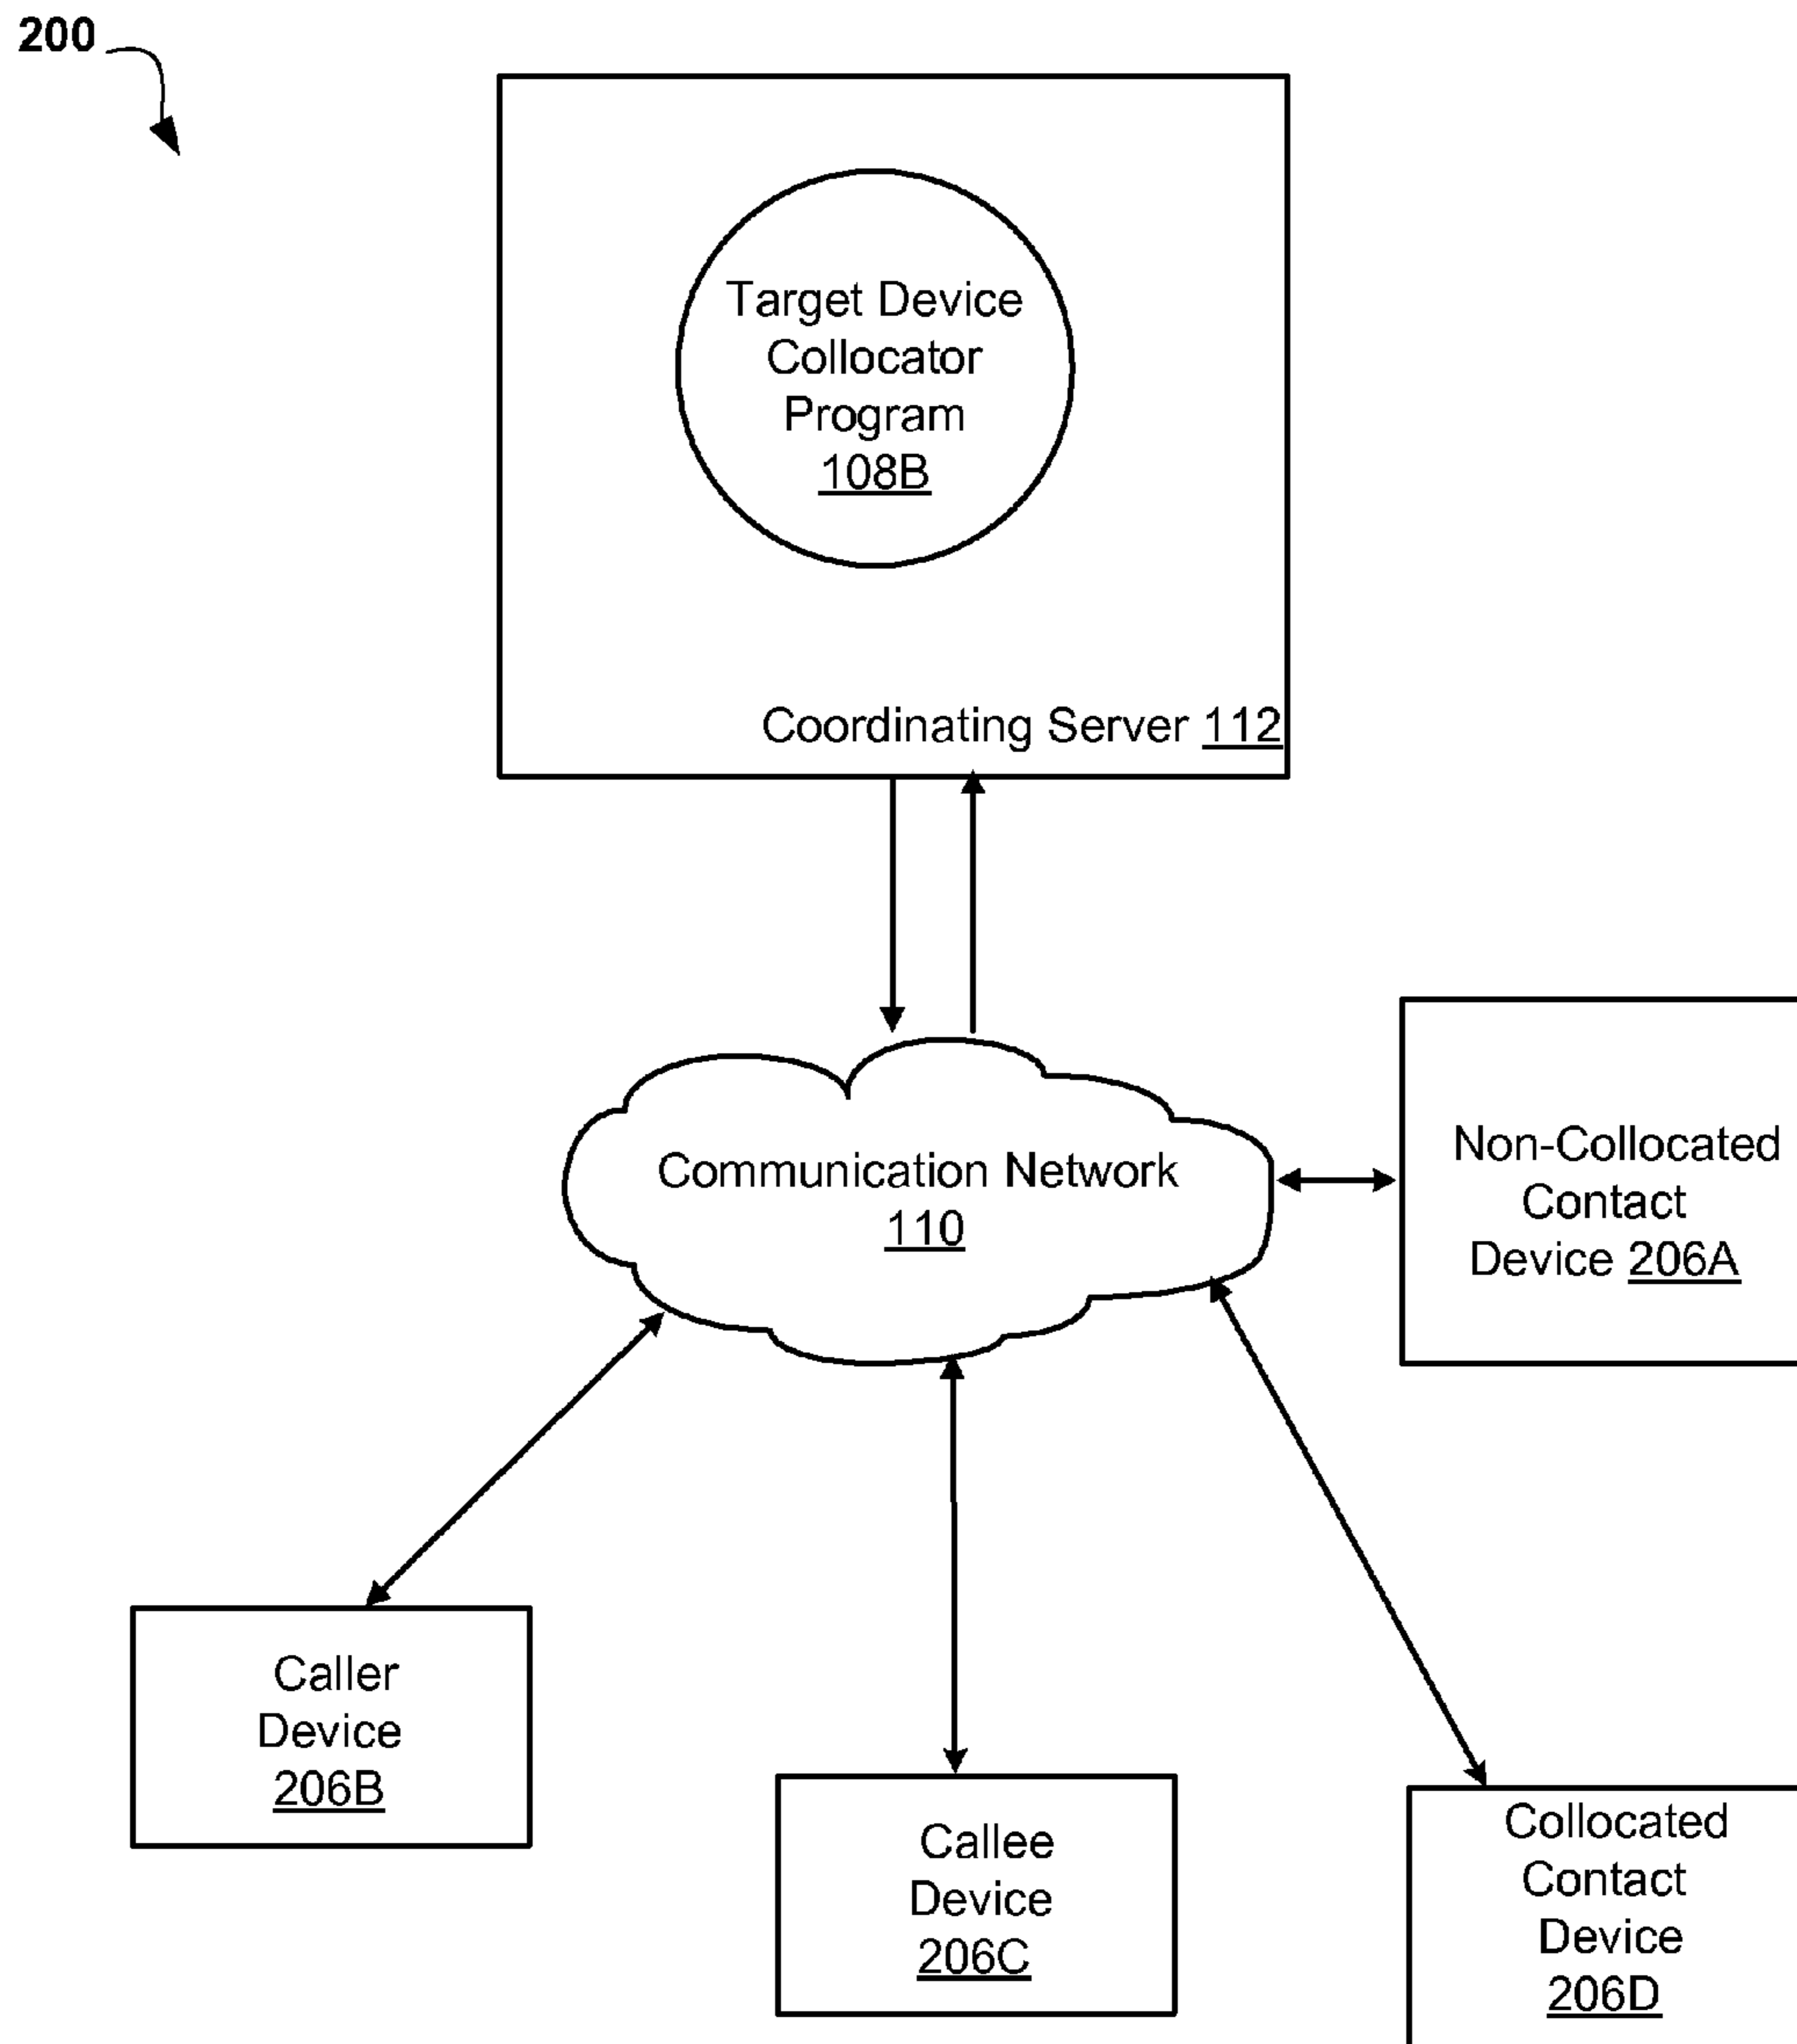 200
Target Device
Collocator
Program
108B
Coordinating Server 112
Communication Network
110
Non-Collocated
Contact
Device 206A
Caller
Device
206B
Callee
Device
206C
Collocated
Contact
Device
206D